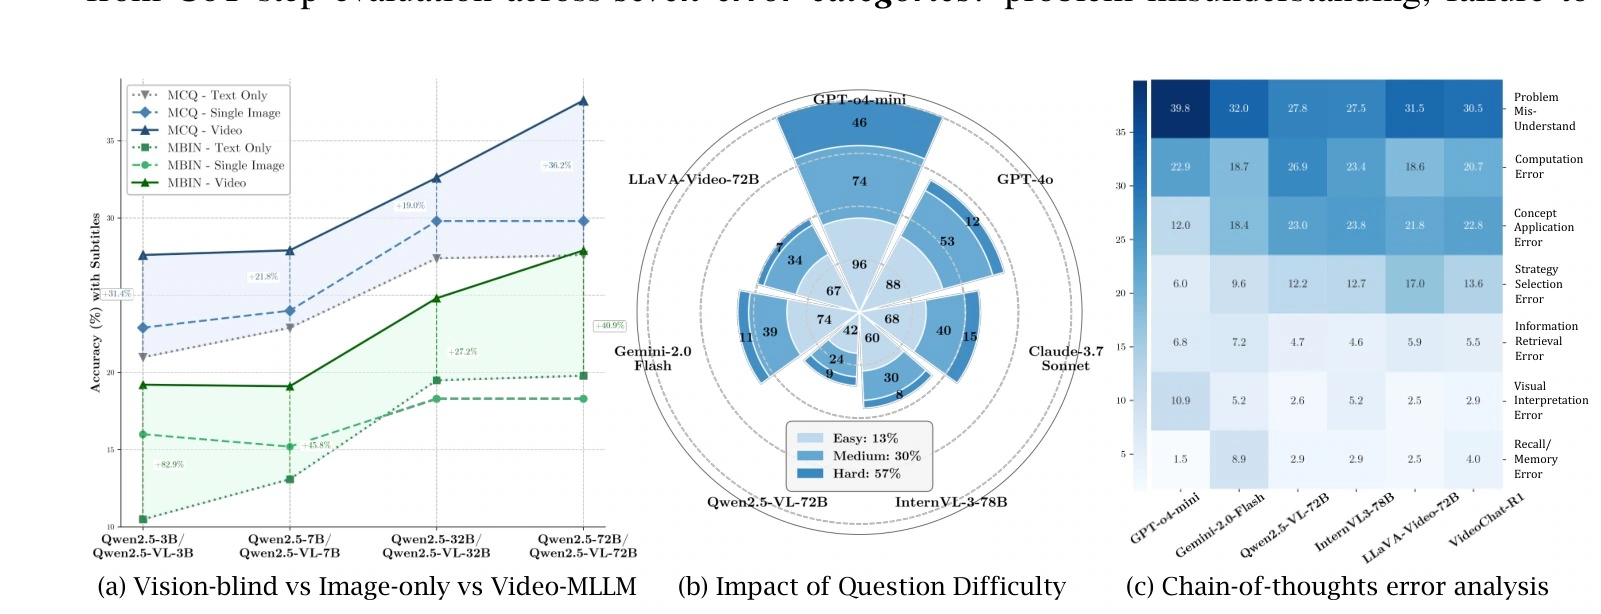 MCQ - Text Only
MCQ - Single Image
MCQ - Video
MBIN - Text Only
MBIN - Single Image
MBIN - Video
Accuracy (%) with Subtitles
35
30
20
15
10
+31.4%
+21.8%
+19.0%
+36.2%
+82.9%
+45.8%
+27.2%
+40.9%
Qwen2.5-3B/
Qwen2.5-VL-3B
Qwen2.5-7B/
Qwen2.5-VL-7B
Qwen2.5-32B/
Qwen2.5-VL-32B
Qwen2.5-72B/
Qwen2.5-VL-72B
(a) Vision-blind vs Image-only vs Video-MLLM
GPT-o4-mini
46
74
96
GPT-4o
12
53
88
Claude-3.7
Sonnet
15
40
68
InternVL-3-78B
8
30
60
Qwen2.5-VL-72B
9
24
42
Gemini-2.0
Flash
11
39
74
LLaVA-Video-72B
7
34
67
Easy: 13%
Medium: 30%
Hard: 57%
(b) Impact of Question Difficulty
35
30
25
20
15
10
5
39.8 32.0 27.8 27.5 31.5 30.5
Problem
Mis-
Understand
22.9 18.7 26.9 23.4 18.6 20.7
Computation
Error
12.0 18.4 23.0 23.8 21.8 22.8
Concept
Application
Error
6.0 9.6 12.2 12.7 17.0 13.6
Strategy
Selection
Error
6.8 7.2 4.7 4.6 5.9 5.5
Information
Retrieval
Error
10.9 5.2 2.6 5.2 2.5 2.9
Visual
Interpretation
Error
1.5 8.9 2.9 2.9 2.5 4.0
Recall/
Memory
Error
GPT-o4-mini
Gemini-2.0-Flash
Qwen2.5-VL-72B
InternVL3-78B
LLaVA-Video-72B
VideoChat-R1
(c) Chain-of-thoughts error analysis